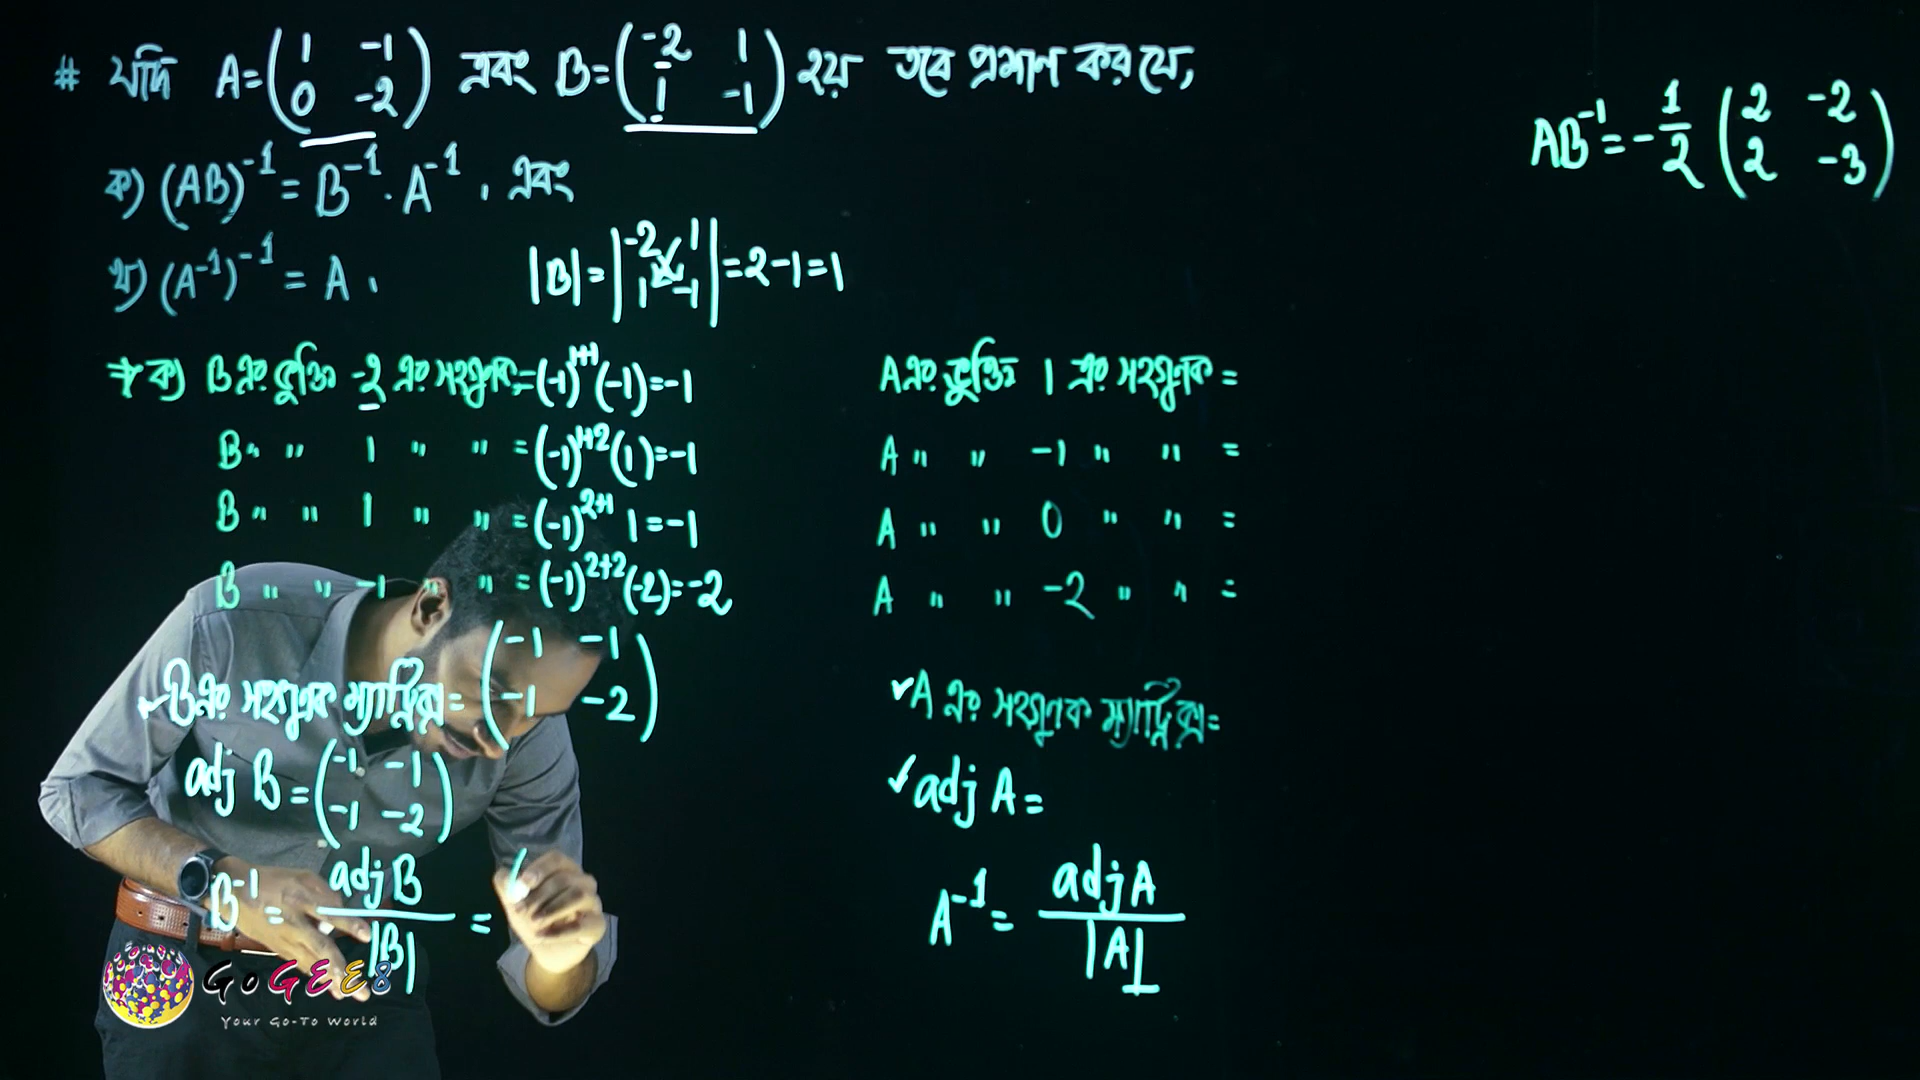 # যদি A=(1 -1
0 -2) এবং B=(-2 1
1 -1) হয় তবে প্রমাণ কর যে,
ক) (AB)⁻¹ = B⁻¹ . A⁻¹ , এবং
খ) (A⁻¹)⁻¹ = A ,
|B| = |-2 1
1 -1| = 2-1=1
AB⁻¹ = -1/2 (2 -2
2 -3)
⇒ ক) B এর ভুক্তি -2 এর সহগুণক = (-1)¹⁺¹(-1)=-1
B " " 1 " " = (-1)¹⁺²(1)=-1
B " " 1 " " = (-1)²⁺¹ 1=-1
B " " -1 " " = (-1)²⁺²(-2)=-2
B এর সহগুণক ম্যাট্রিক্স = (-1 -1
-1 -2)
adj B = (-1 -1
-1 -2)
B⁻¹ = adj B / |B| = (
A এর ভুক্তি 1 এর সহগুণক =
A " " -1 " " =
A " " 0 " " =
A " " -2 " " =
✓A এর সহগুণক ম্যাট্রিক্স=
✓adj A =
A⁻¹ = adj A / |A|
GoGEE8
Your Go-To World